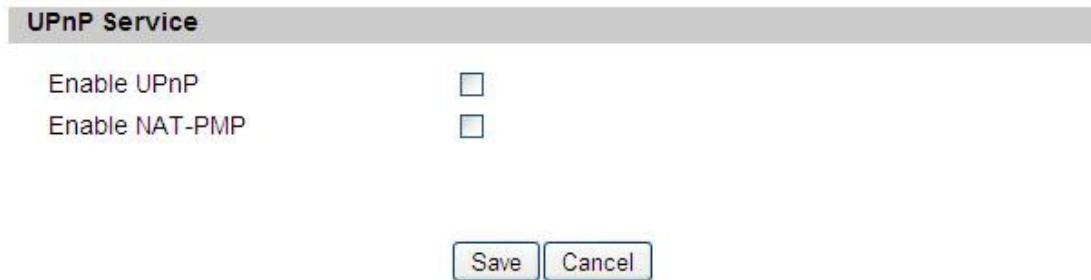 UPnP Service
Enable UPnP
Enable NAT-PMP
Save Cancel